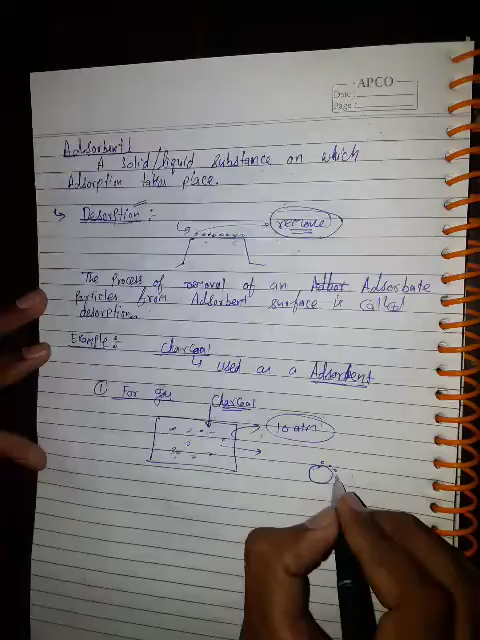 APCO
Date :
Page :
Adsorbent!
A solid/liquid substance on which
Adsorption takes place.
↳ Desorption :
remove
The Process of removal of an Adbor Adsorbate
particles from Adsorbent surface is called
desorption.
Example :
Charcoal
↳ used as a Adsorbent
① For gas
Charcoal
10 atm